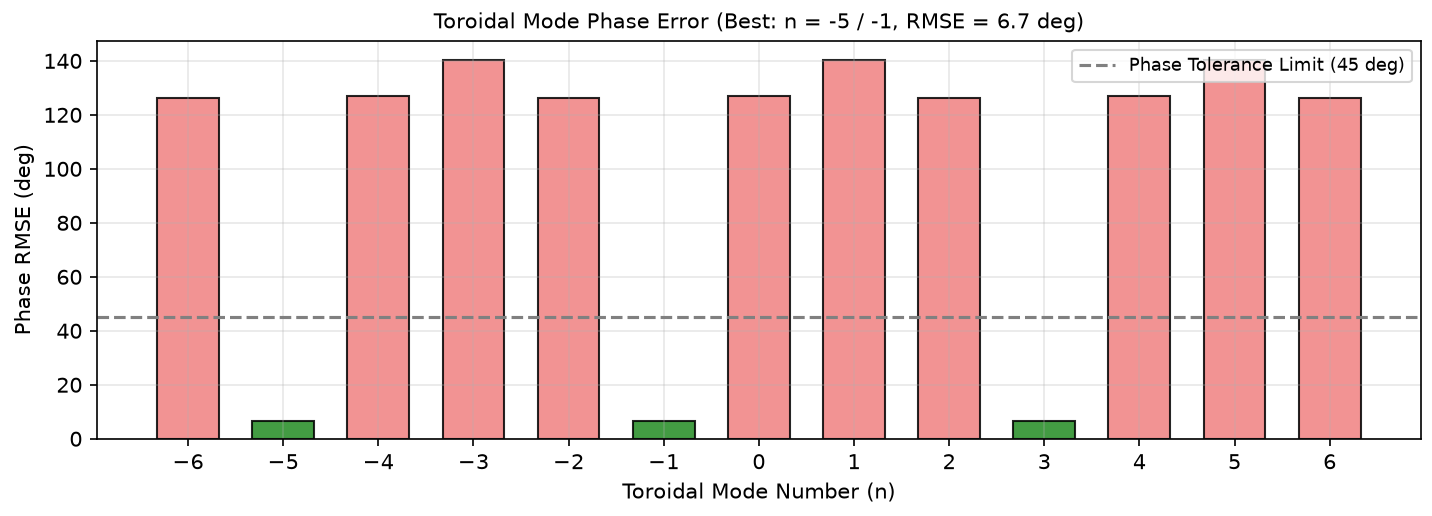 Toroidal Mode Phase Error (Best: n = -5 / -1, RMSE = 6.7 deg)
Phase Tolerance Limit (45 deg)
Phase RMSE (deg)
140
120
100
80
60
40
20
0
−6 −5 −4 −3 −2 −1 0 1 2 3 4 5 6
Toroidal Mode Number (n)